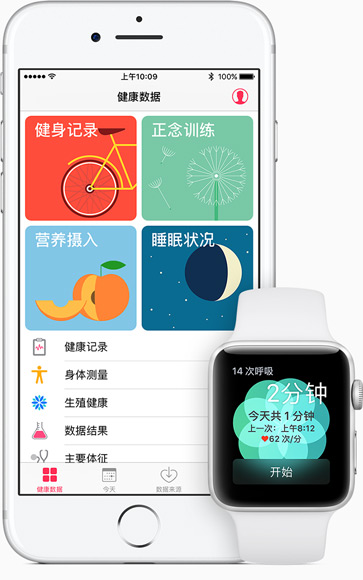 上午10:09
100%
健康数据
健身记录
正念训练
营养摄入
睡眠状况
健康记录
身体测量
生殖健康
数据结果
主要体征
健康数据
今天
数据来源
14 次呼吸
2分钟
今天共 1 分钟
上一次：上午8:12
62 次/分
开始